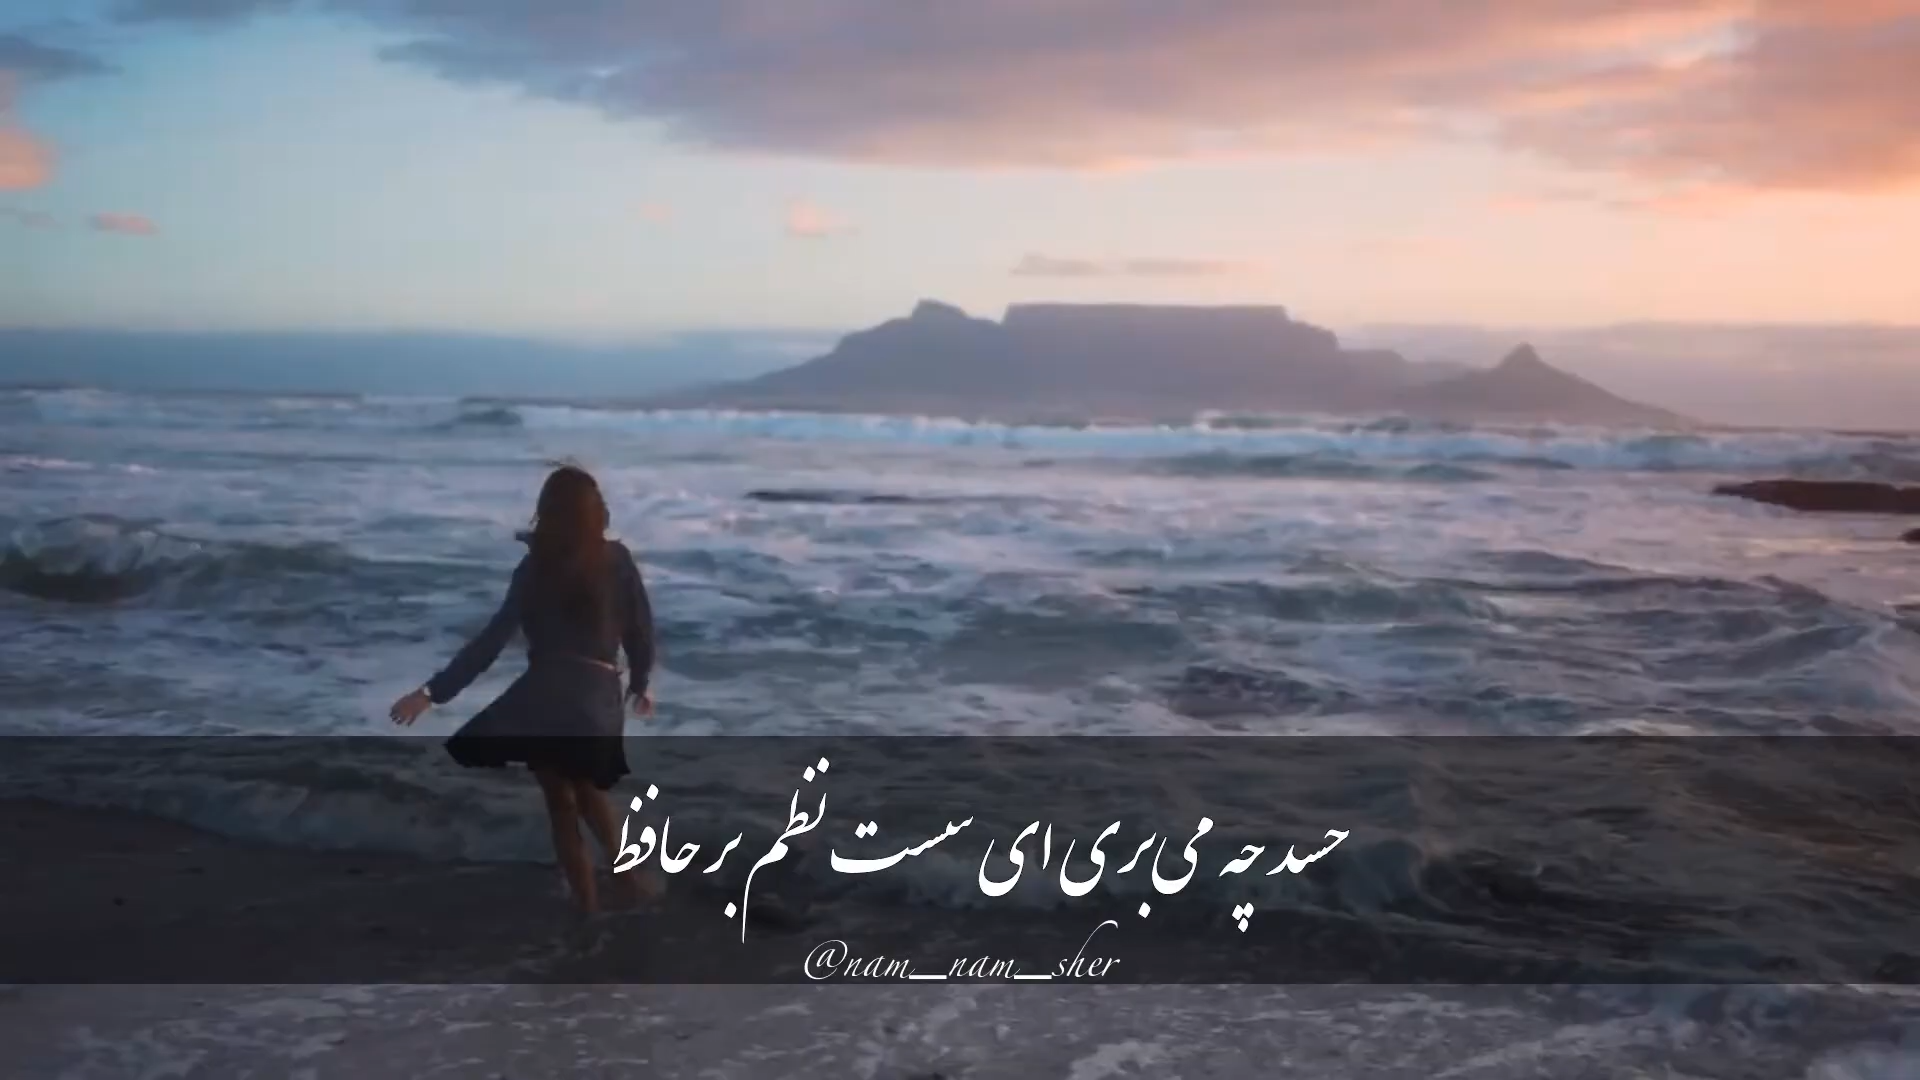 حسد چه می‌بری ای سست نظم بر حافظ
@nam_nam_sher